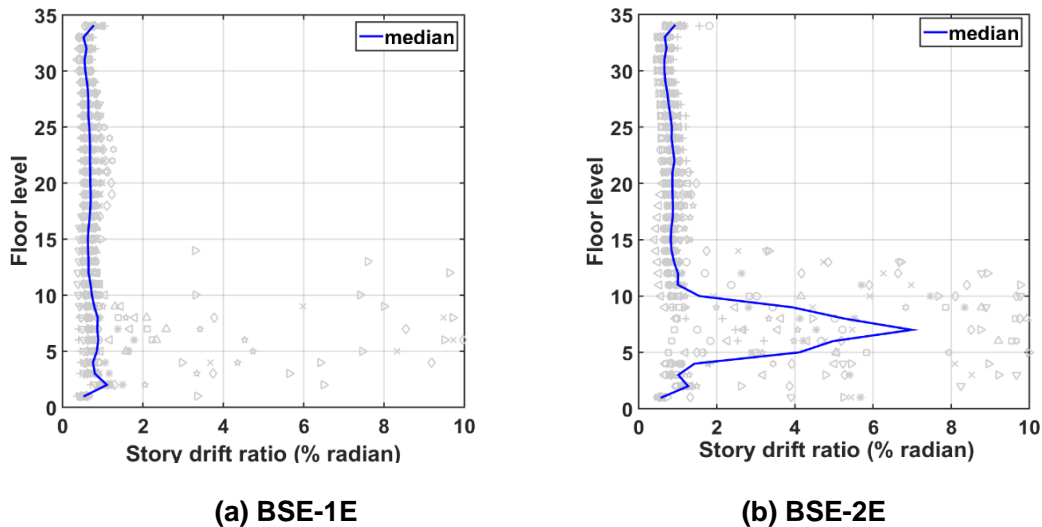 35
30
25
20
15
10
5
0
Floor level
median
0 2 4 6 8 10
Story drift ratio (% radian)
(a) BSE-1E
35
30
25
20
15
10
5
0
Floor level
median
0 2 4 6 8 10
Story drift ratio (% radian)
(b) BSE-2E